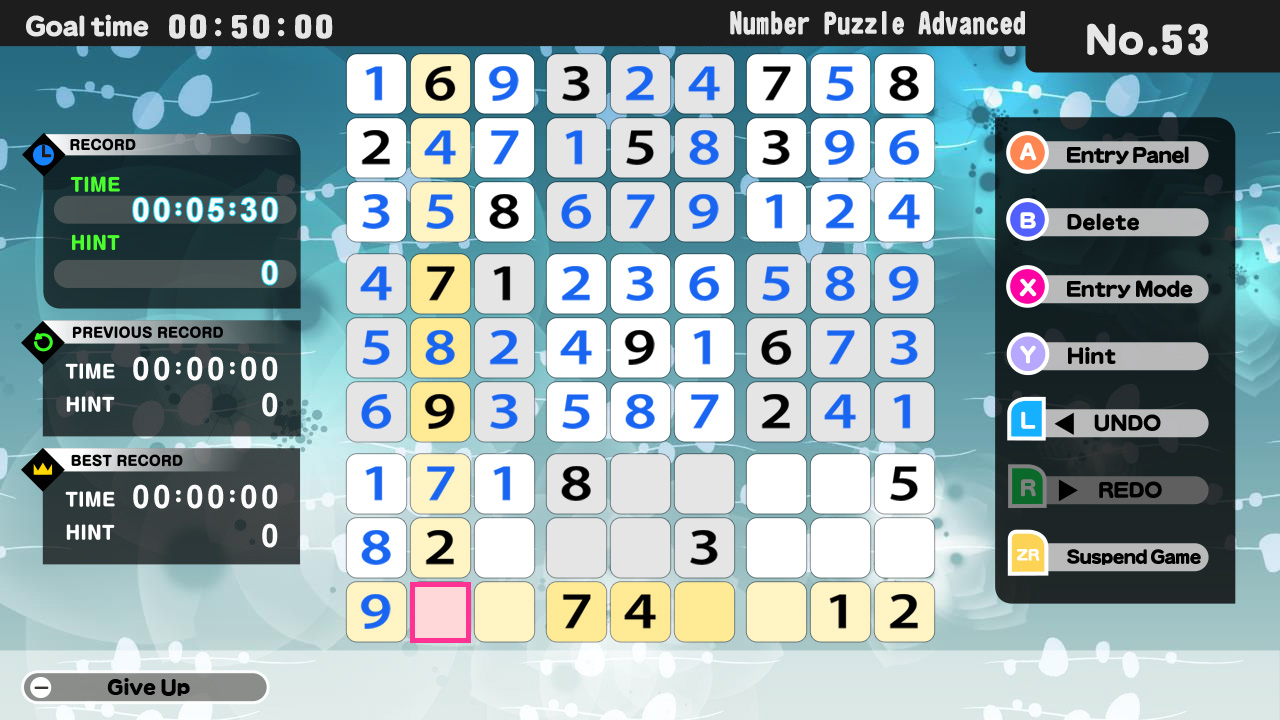 Goal time 00:50:00
Number Puzzle Advanced
No.53
RECORD
TIME
00:05:30
HINT
0
PREVIOUS RECORD
TIME 00:00:00
HINT 0
BEST RECORD
TIME 00:00:00
HINT 0
1 6 9 3 2 4 7 5 8
2 4 7 1 5 8 3 9 6
3 5 8 6 7 9 1 2 4
4 7 1 2 3 6 5 8 9
5 8 2 4 9 1 6 7 3
6 9 3 5 8 7 2 4 1
1 7 1 8 5
8 2 3
9 7 4 1 2
A Entry Panel
B Delete
X Entry Mode
Y Hint
L ◀ UNDO
R ▶ REDO
ZR Suspend Game
Give Up